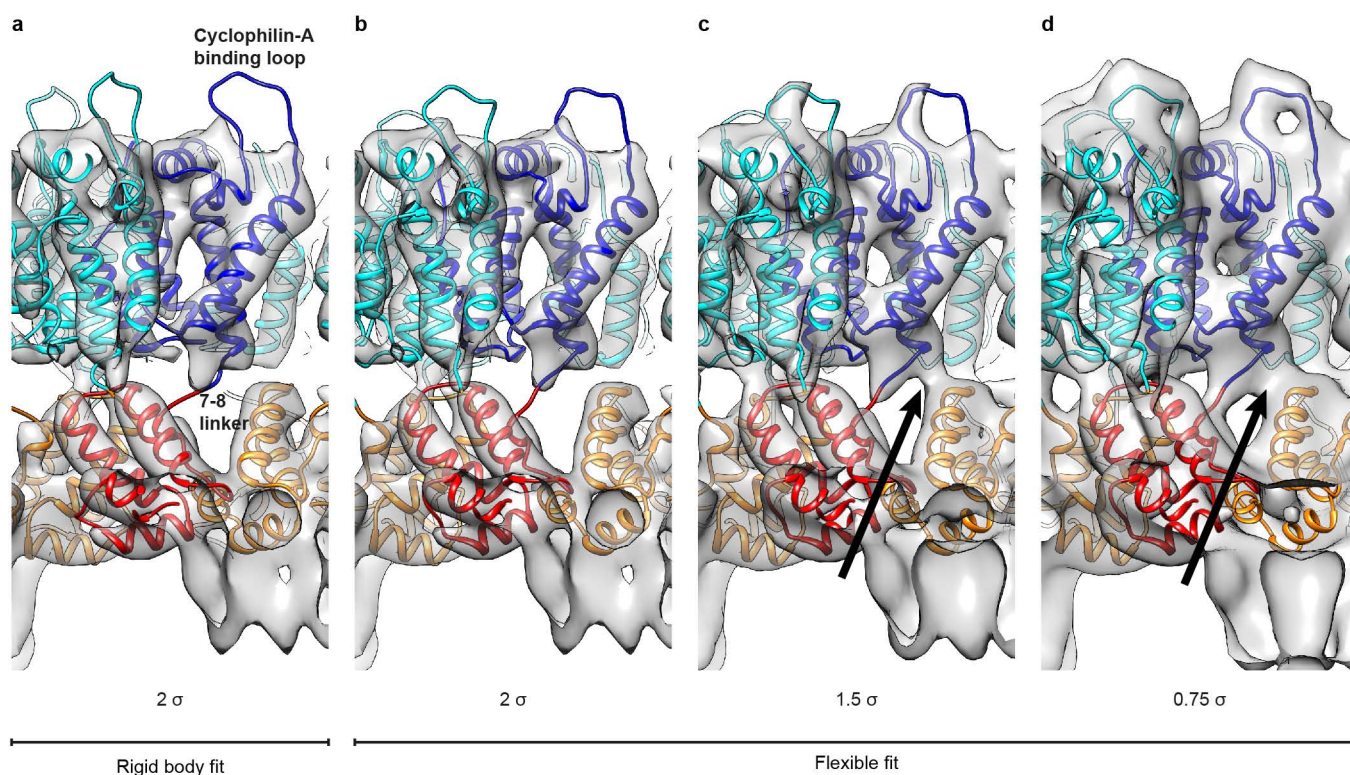 a
b
c
d
Cyclophilin-A
binding loop
7-8
linker
2 σ
2 σ
1.5 σ
0.75 σ
Rigid body fit
Flexible fit